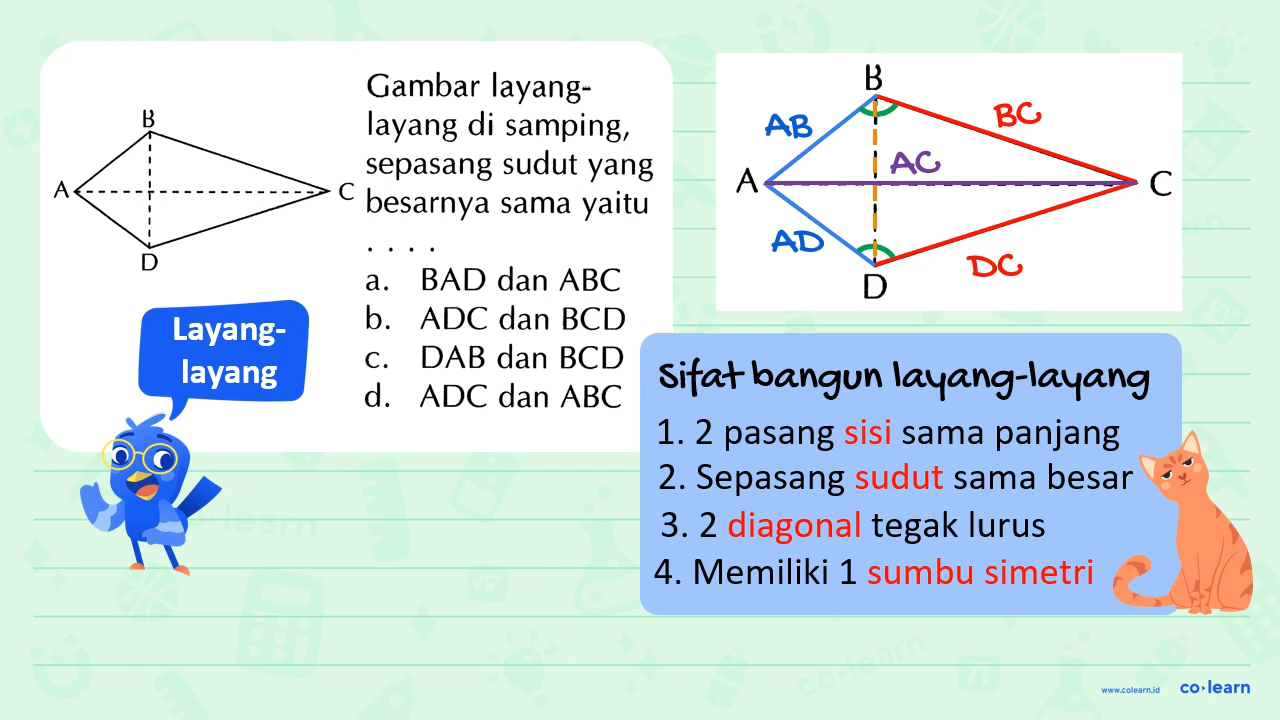 Gambar layang-
layang di samping,
sepasang sudut yang
besarnya sama yaitu
. . . .
a. BAD dan ABC
b. ADC dan BCD
c. DAB dan BCD
d. ADC dan ABC
B
A
C
D
Layang-
layang
B
AB
BC
AC
A
C
AD
DC
D
Sifat bangun layang-layang
1. 2 pasang sisi sama panjang
2. Sepasang sudut sama besar
3. 2 diagonal tegak lurus
4. Memiliki 1 sumbu simetri
www.colearn.id
co·learn